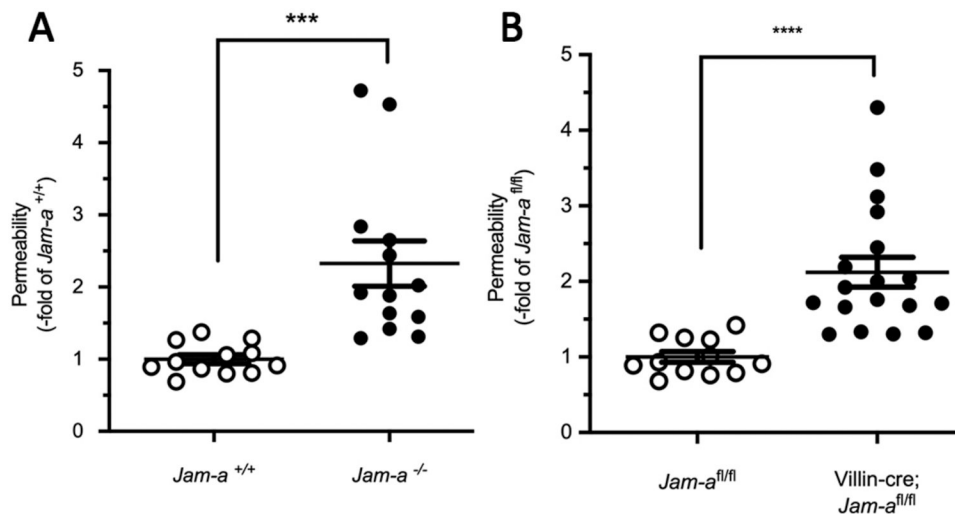 A
***
Permeability
(-fold of Jam-a +/+)
5
4
3
2
1
0
Jam-a +/+
Jam-a -/-
B
****
Permeability
(-fold of Jam-a fl/fl)
5
4
3
2
1
0
Jam-a fl/fl
Villin-cre;
Jam-a fl/fl